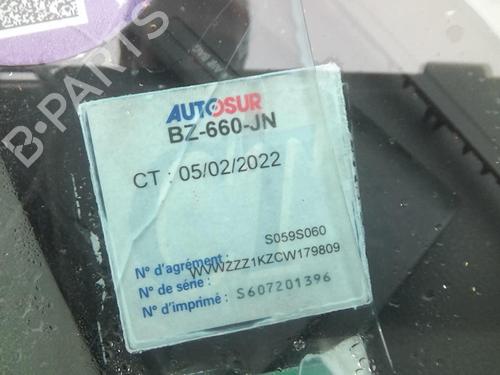 AUTOSUR
BZ-660-JN
CT : 05/02/2022
N° d'agrément : S059S060
N° de série : WVWZZZ1KZCW179809
N° d'imprimé : S607201396
B-PARTS